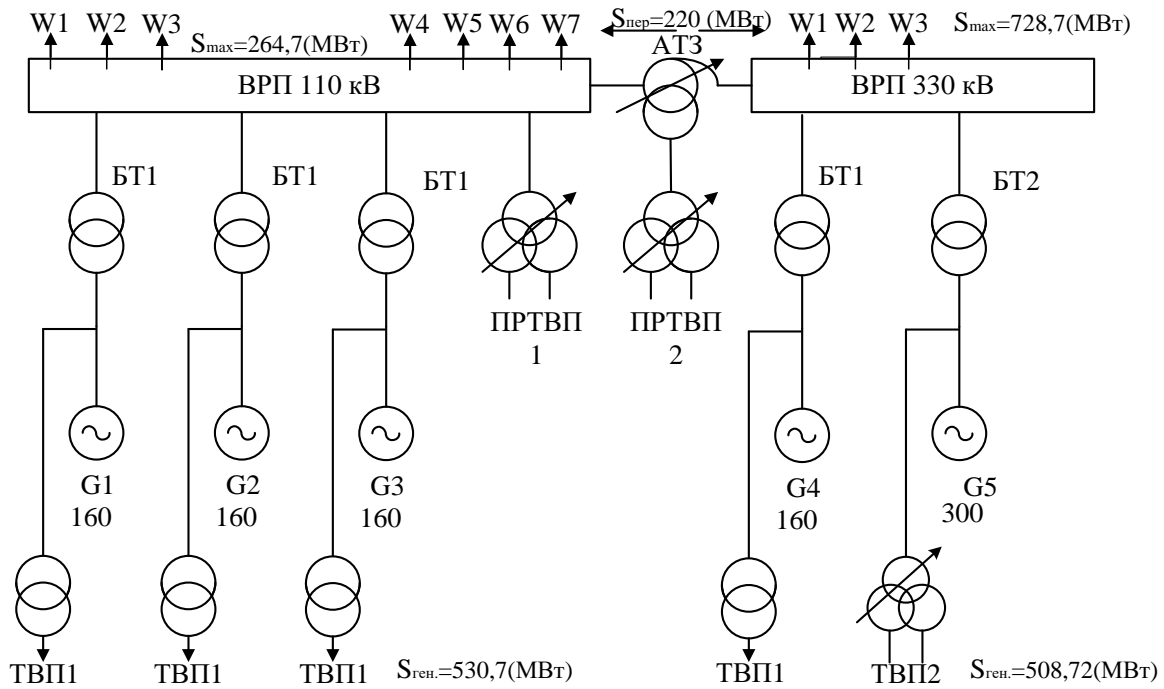 W1 W2 W3 W4 W5 W6 W7 Sпер=220 (МВт) W1 W2 W3 Smax=728,7(МВт)
Smax=264,7(МВт) АТЗ
ВРП 110 кВ ВРП 330 кВ
БТ1 БТ1 БТ1 БТ1 БТ2
ПРТВП ПРТВП
1 2
G1 G2 G3 G4 G5
160 160 160 160 300
ТВП1 ТВП1 ТВП1 Sген.=530,7(МВт) ТВП1 ТВП2 Sген.=508,72(МВт)